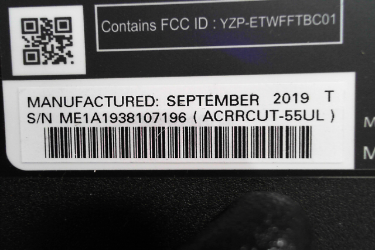 Contains FCC ID : YZP-ETWFFTBC01
MANUFACTURED: SEPTEMBER 2019 T
S/N ME1A1938107196 ( ACRRCUT-55UL )
M
M